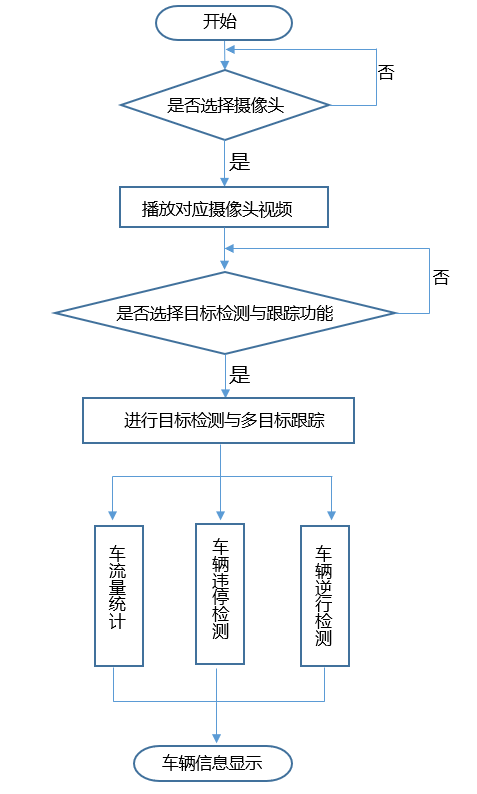 开始
是否选择摄像头
否
是
播放对应摄像头视频
是否选择目标检测与跟踪功能
否
是
进行目标检测与多目标跟踪
车流量统计
车辆违停检测
车辆逆行检测
车辆信息显示